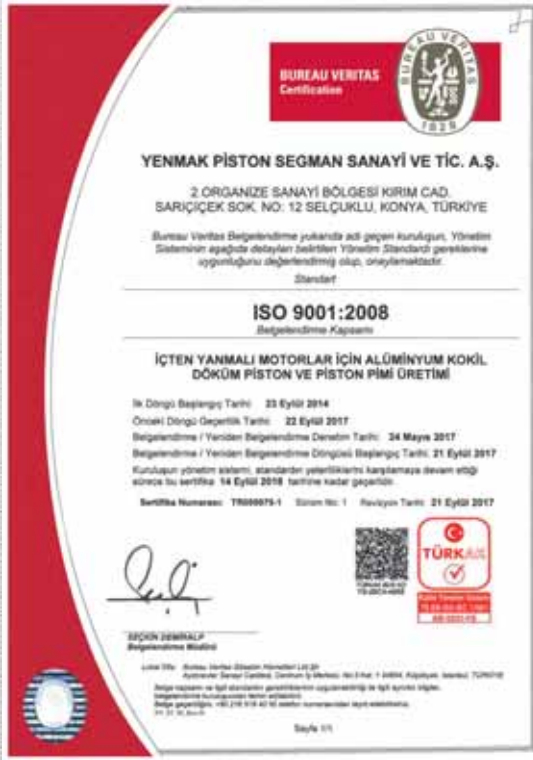 BUREAU VERITAS
Certification
BUREAU VERITAS
1828
YENMAK PİSTON SEGMAN SANAYİ VE TİC. A.Ş.
2.ORGANİZE SANAYİ BÖLGESİ KIRIM CAD.
SARIÇİÇEK SOK. NO: 12 SELÇUKLU, KONYA, TÜRKİYE
Bureau Veritas Belgelendirme yukarıda adı geçen kuruluşun, Yönetim
Sisteminin aşağıda detayları belirtilen Yönetim Standardı gereklerine
uygunluğunu değerlendirmiş olup, onaylamaktadır.
Standart
ISO 9001:2008
Belgelendirme Kapsamı
İÇTEN YANMALI MOTORLAR İÇİN ALÜMİNYUM KOKİL
DÖKÜM PİSTON VE PİSTON PİMİ ÜRETİMİ
İlk Döngü Başlangıç Tarihi: 23 Eylül 2014
Önceki Döngü Geçerlilik Tarihi: 22 Eylül 2017
Belgelendirme / Yeniden Belgelendirme Denetim Tarihi: 24 Mayıs 2017
Belgelendirme / Yeniden Belgelendirme Döngüsü Başlangıç Tarihi: 21 Eylül 2017
Kuruluşun yönetim sistemi, standardın yeterliliklerini karşılamaya devam ettiği
sürece bu sertifika 14 Eylül 2018 tarihine kadar geçerlidir.
Sertifika Numarası: Sürüm No: 1 Revizyon Tarihi: 21 Eylül 2017
TÜRKAK
SEÇKİN DEMİRALP
Belgelendirme Müdürü
Sayfa 1/1